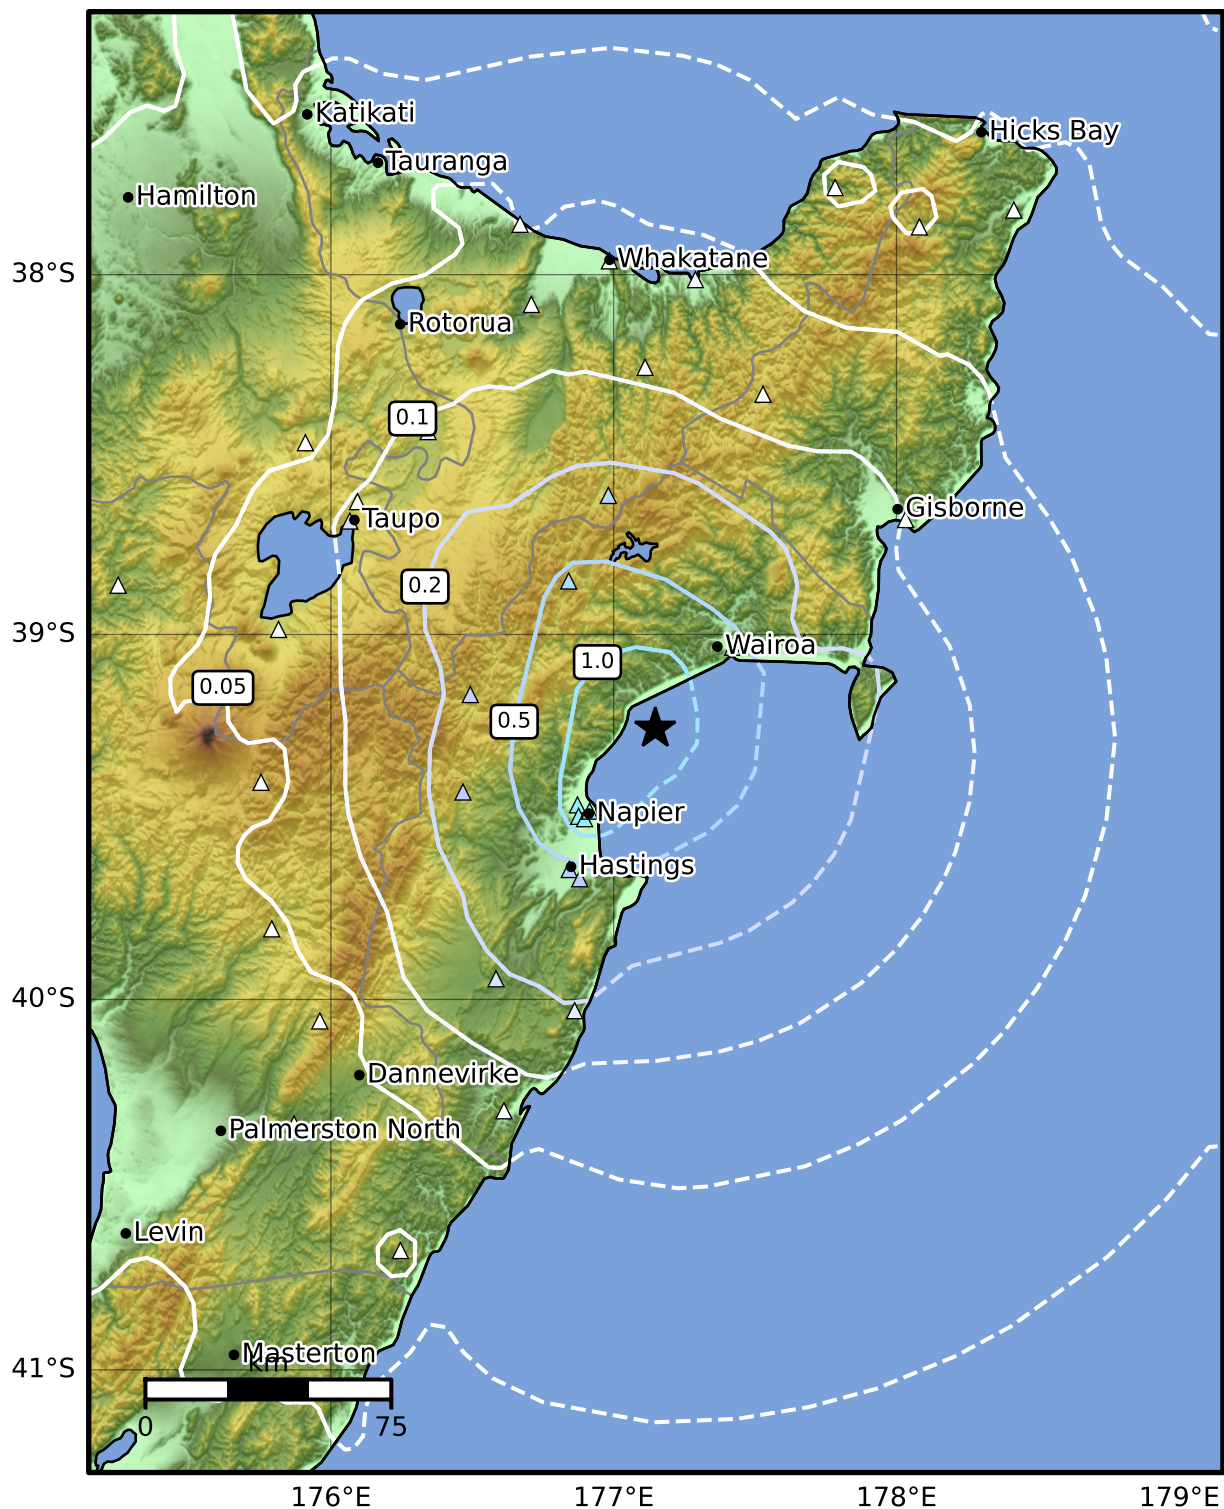 Katikati
Hicks Bay
Tauranga
Hamilton
Whakatane
38°S
Rotorua
0.1
Gisborne
Taupo
0.2
39°S
Wairoa
1.0
0.05
0.5
Napier
Hastings
40°S
Dannevirke
Palmerston North
Levin
Masterton
km
41°S
0 75
176°E 177°E 178°E 179°E